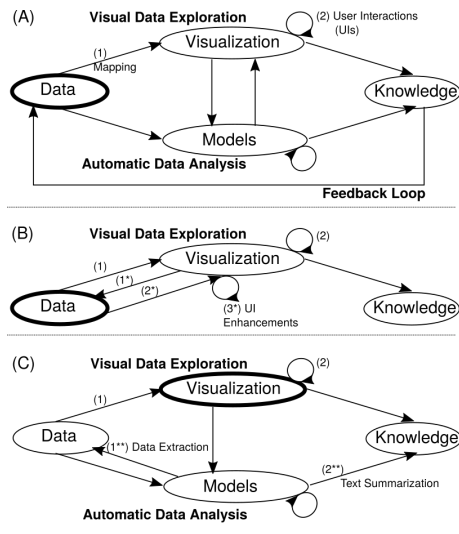 (A)
Visual Data Exploration
(2) User Interactions
(UIs)
Visualization
(1)
Mapping
Data
Knowledge
Models
Automatic Data Analysis
Feedback Loop
(B)
Visual Data Exploration
(2)
Visualization
(1)
(1*)
(2*)
Data
(3*) UI
Enhancements
Knowledge
(C)
Visual Data Exploration
(2)
Visualization
(1)
Data
Knowledge
(1**) Data Extraction
(2**)
Text Summarization
Models
Automatic Data Analysis